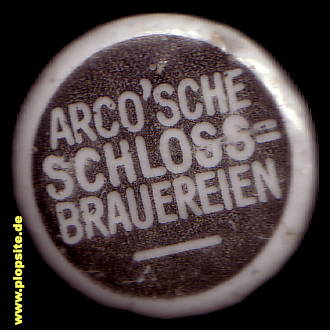 ARCO'SCHE
SCHLOSS=
BRAUEREIEN
www.plopsite.de